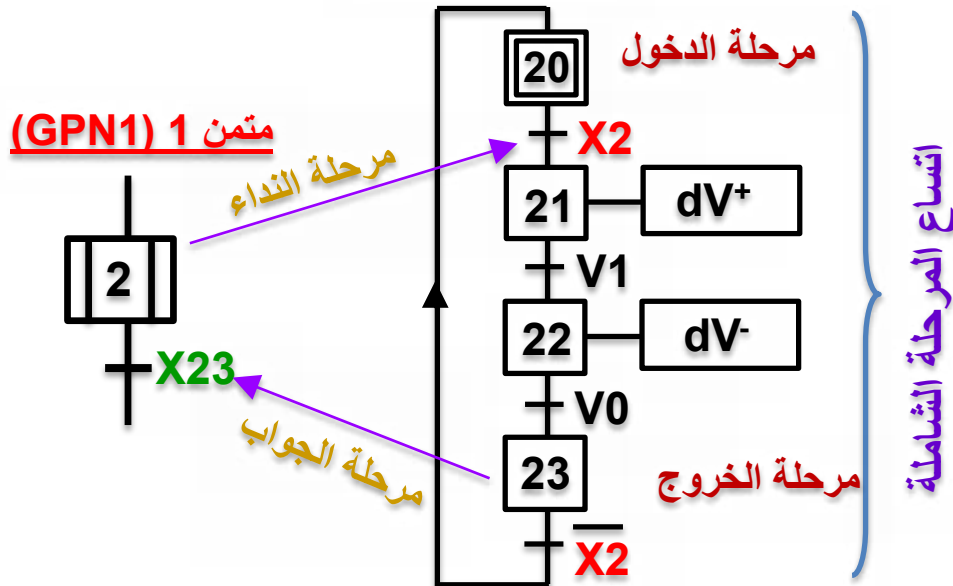 متمن 1 (GPN1)
2
X23
مرحلة النداء
مرحلة الجواب
20
مرحلة الدخول
X2
21
dV⁺
V1
22
dV⁻
V0
23
مرحلة الخروج
X̅2̅
اتساع المرحلة الشاملة